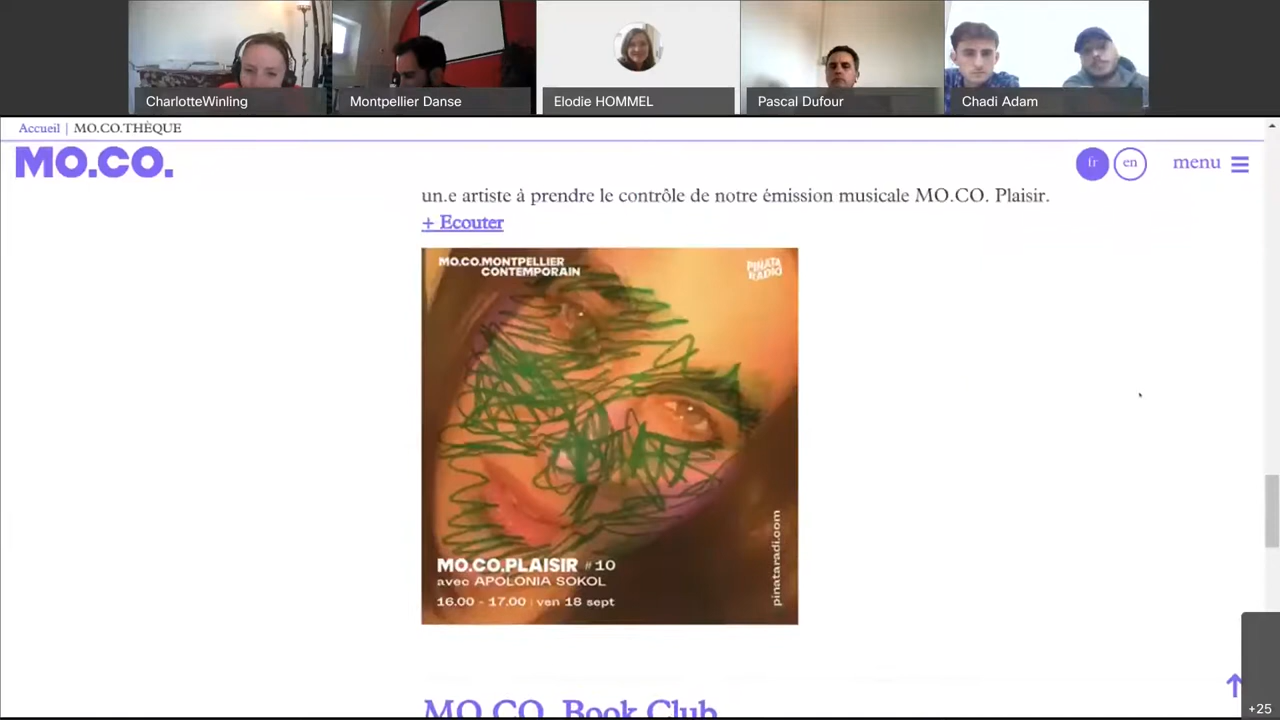 CharlotteWinling
Montpellier Danse
Elodie HOMMEL
Pascal Dufour
Chadi Adam
Accueil | MO.CO.THÈQUE
MO.CO.
fr
en
menu
un.e artiste à prendre le contrôle de notre émission musicale MO.CO. Plaisir.
+ Ecouter
MO.CO.MONTPELLIER
CONTEMPORAIN
PIÑATA
RADIO
MO.CO.PLAISIR #10
avec APOLONIA SOKOL
16.00 - 17.00 | ven 18 sept
pinataradi.com
MO.CO. Book Club
+25